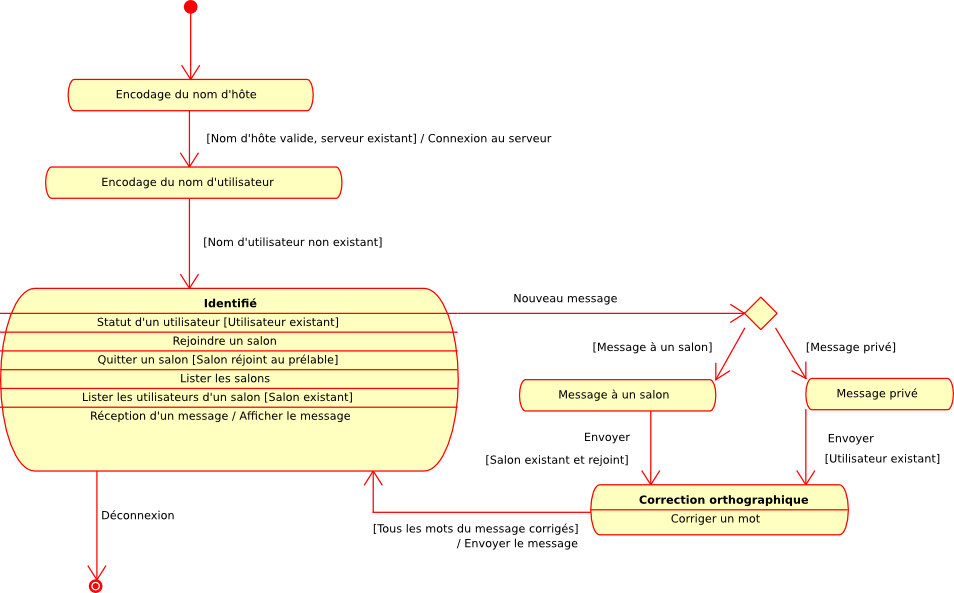 Encodage du nom d'hôte
[Nom d'hôte valide, serveur existant] / Connexion au serveur
Encodage du nom d'utilisateur
[Nom d'utilisateur non existant]
Identifié
Statut d'un utilisateur [Utilisateur existant]
Rejoindre un salon
Quitter un salon [Salon réjoint au prélable]
Lister les salons
Lister les utilisateurs d'un salon [Salon existant]
Réception d'un message / Afficher le message
Nouveau message
[Message à un salon]
[Message privé]
Message à un salon
Message privé
Envoyer
[Salon existant et rejoint]
Envoyer
[Utilisateur existant]
Correction orthographique
Corriger un mot
[Tous les mots du message corrigés]
/ Envoyer le message
Déconnexion